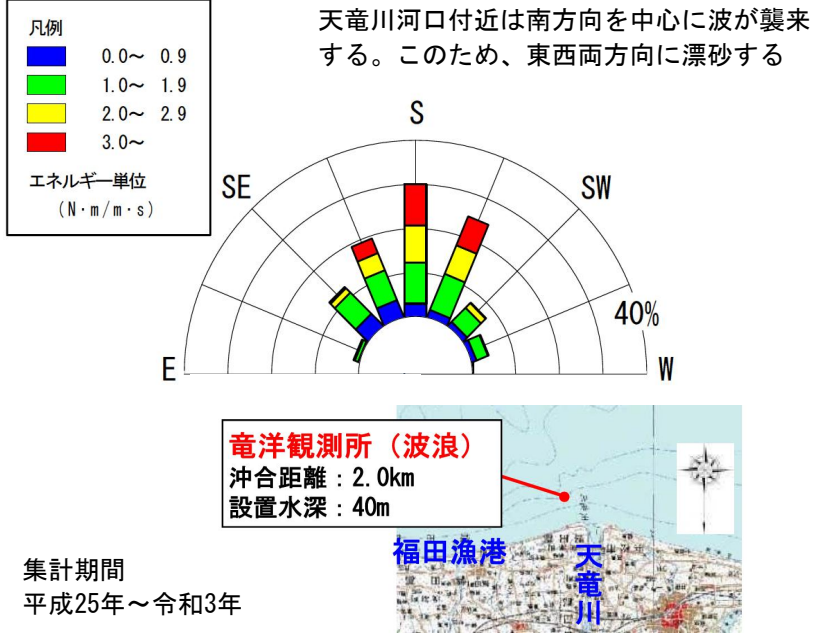 凡例
0.0～ 0.9
1.0～ 1.9
2.0～ 2.9
3.0～
エネルギー単位
(N・m/m・s)
天竜川河口付近は南方向を中心に波が襲来
する。このため、東西両方向に漂砂する
S
SE
SW
40%
E
W
竜洋観測所（波浪）
沖合距離：2.0km
設置水深：40m
福田漁港
天竜川
集計期間
平成25年～令和3年